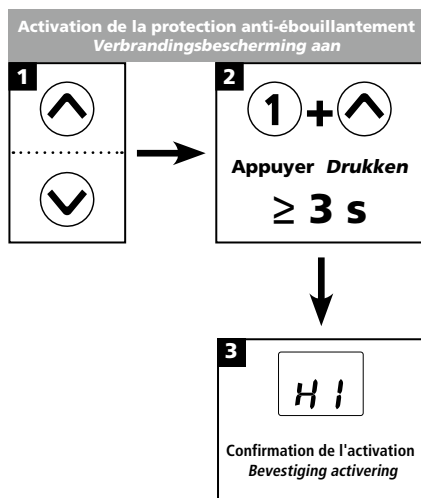 Activation de la protection anti-ébouillantement
Verbrandingsbescherming aan
1
2
1 +
Appuyer Drukken
≥ 3 s
3
HI
Confirmation de l'activation
Bevestiging activering